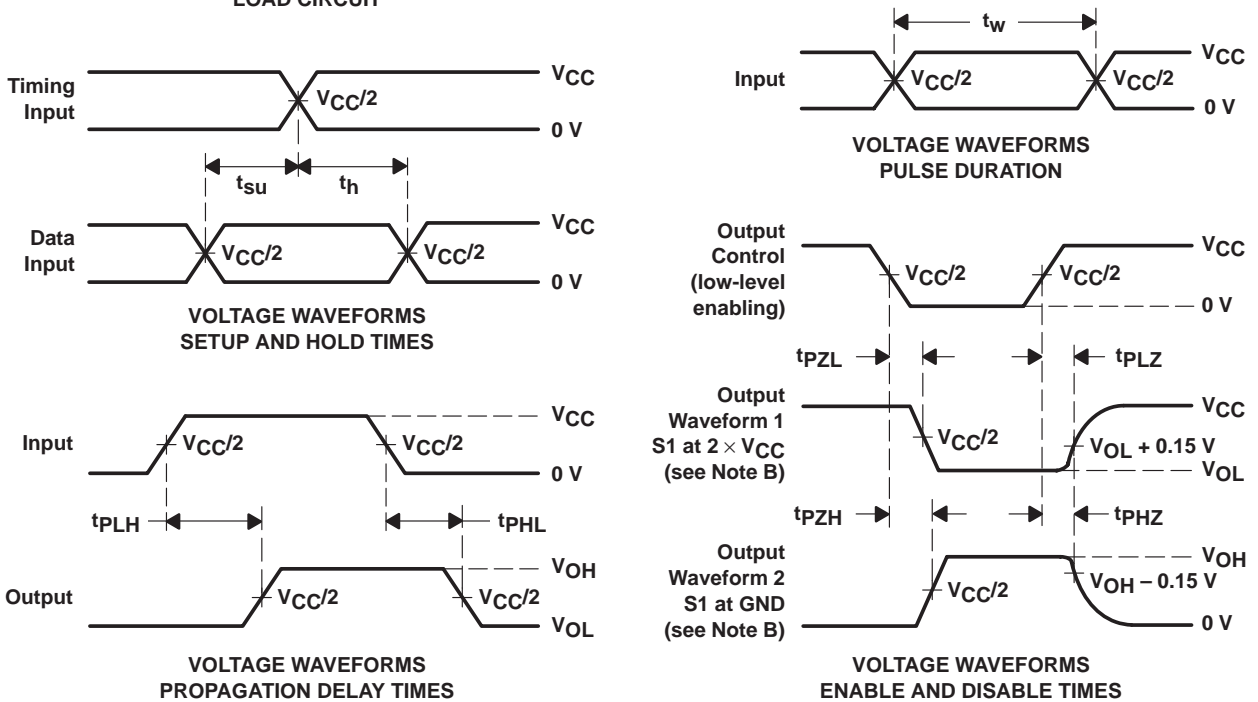 LOAD CIRCUIT
Timing
Input
VCC
VCC/2
0 V
tsu
th
Data
Input
VCC
VCC/2
VCC/2
0 V
VOLTAGE WAVEFORMS
SETUP AND HOLD TIMES
Input
VCC
VCC/2
VCC/2
0 V
tPLH
tPHL
Output
VOH
VCC/2
VCC/2
VOL
VOLTAGE WAVEFORMS
PROPAGATION DELAY TIMES
tw
Input
VCC
VCC/2
VCC/2
0 V
VOLTAGE WAVEFORMS
PULSE DURATION
Output
Control
(low-level
enabling)
VCC
VCC/2
VCC/2
0 V
tPZL
tPLZ
Output
Waveform 1
S1 at 2 × VCC
(see Note B)
VCC
VCC/2
VOL + 0.15 V
VOL
tPZH
tPHZ
Output
Waveform 2
S1 at GND
(see Note B)
VOH
VCC/2
VOH − 0.15 V
0 V
VOLTAGE WAVEFORMS
ENABLE AND DISABLE TIMES